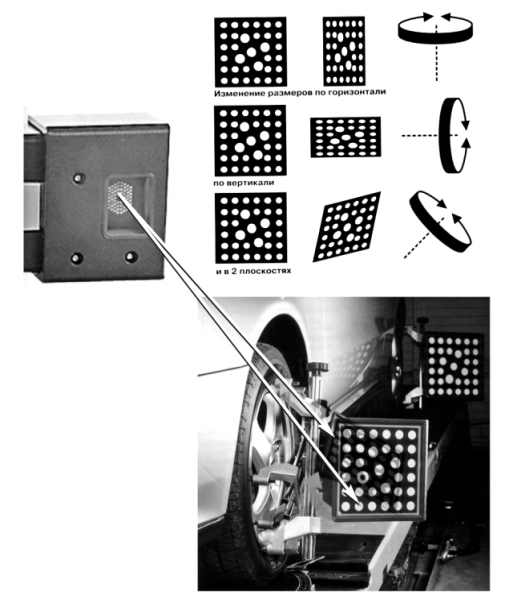 Изменение размеров по горизонтали
по вертикали
и в 2 плоскостях